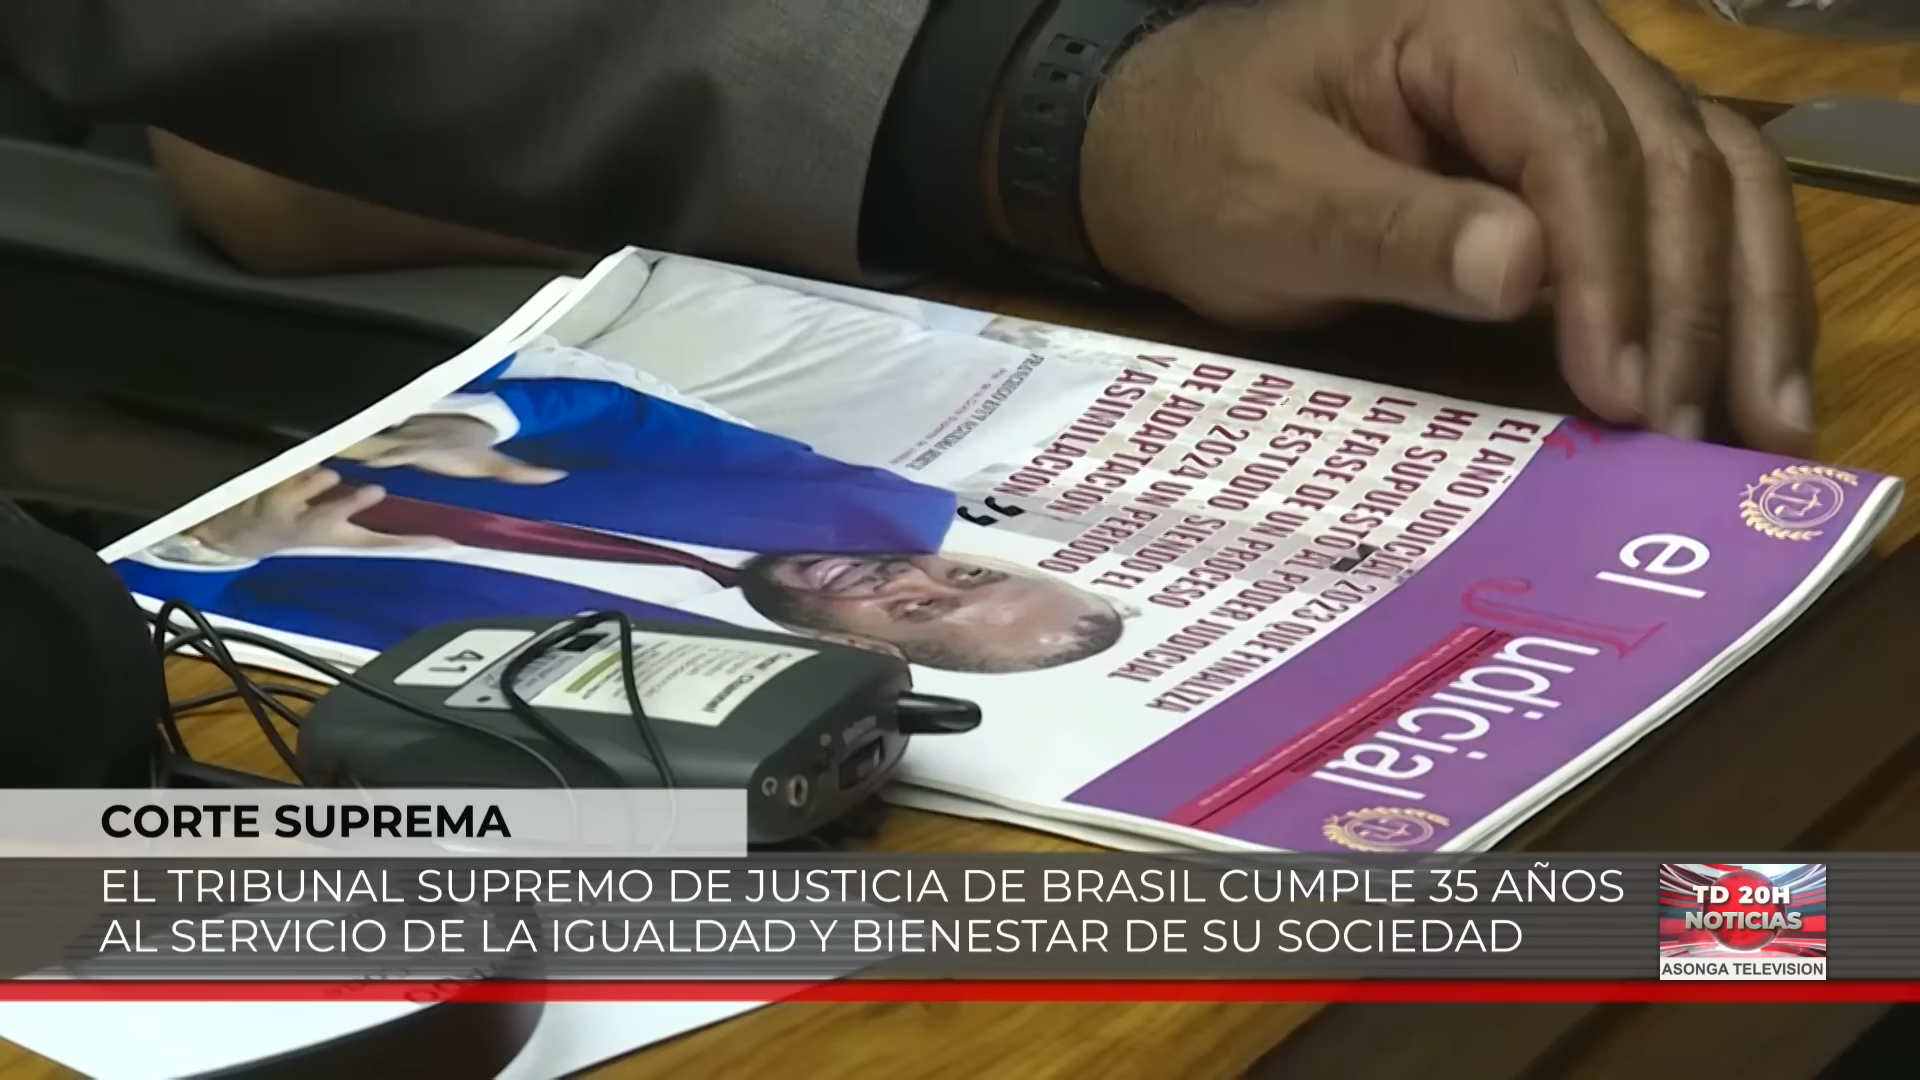 el Judicial
“
EL AÑO JUDICIAL 2023 QUE FINALIZA
HA SUPUESTO AL PODER JUDICIAL
LA FASE DE UN PROCESO
DE ESTUDIO, SIENDO EL
AÑO 2024 UN PERIODO
DE ADAPTACIÓN
Y ASIMILACIÓN
”
41
CORTE SUPREMA
EL TRIBUNAL SUPREMO DE JUSTICIA DE BRASIL CUMPLE 35 AÑOS
AL SERVICIO DE LA IGUALDAD Y BIENESTAR DE SU SOCIEDAD
TD 20H
NOTICIAS
ASONGA TELEVISION